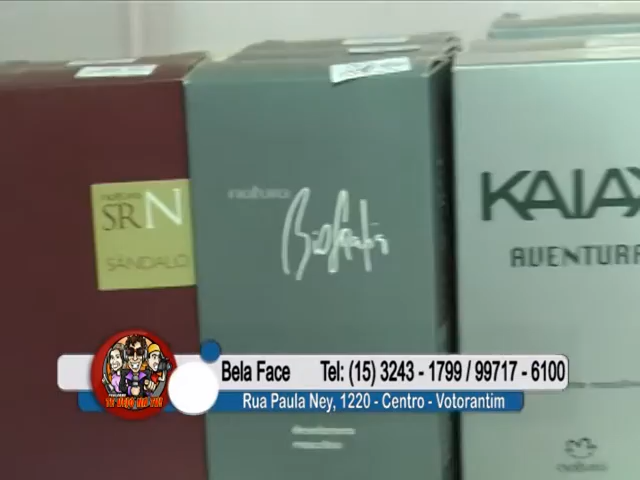 natura
SR N
SÂNDALO
natura
Biografia
KAIAK
AVENTURA
natura
Bela Face Tel: (15) 3243 - 1799 / 99717 - 6100
Rua Paula Ney, 1220 - Centro - Votorantim